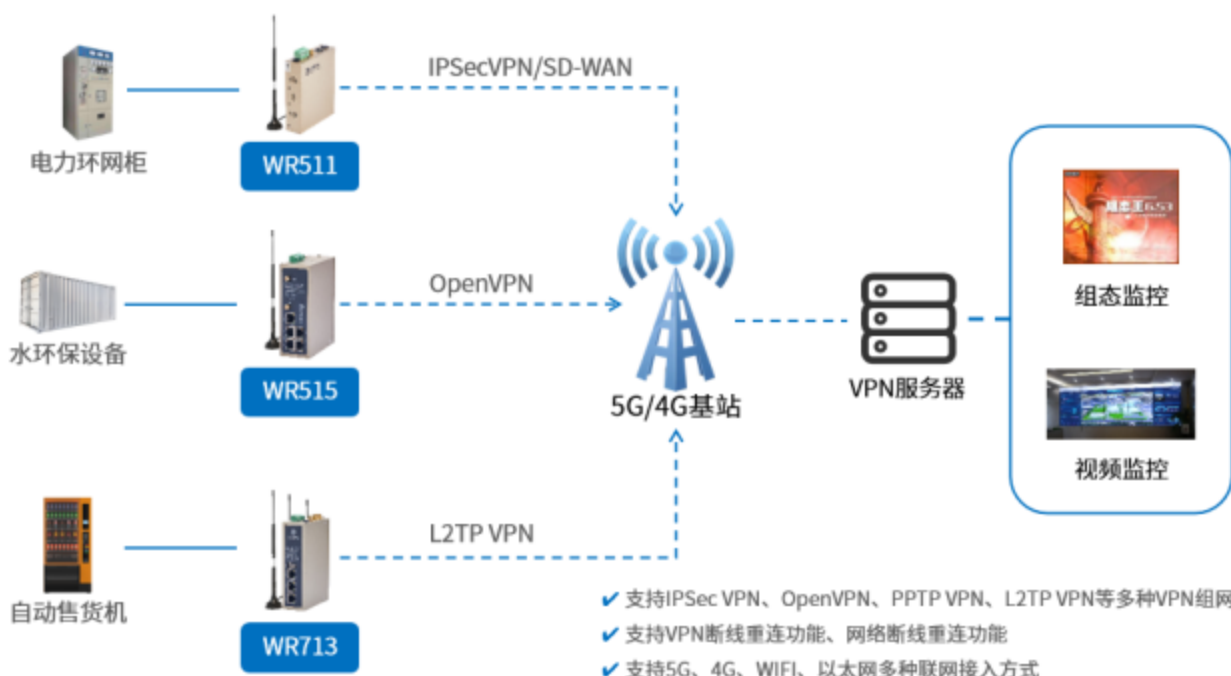 IPSecVPN/SD-WAN
电力环网柜
WR511
组态王6.53
组态监控
OpenVPN
水环保设备
WR515
5G/4G基站
VPN服务器
视频监控
L2TP VPN
自动售货机
WR713
✔ 支持IPSec VPN、OpenVPN、PPTP VPN、L2TP VPN等多种VPN组网
✔ 支持VPN断线重连功能、网络断线重连功能
✔ 支持5G、4G、WIFI、以太网多种联网接入方式